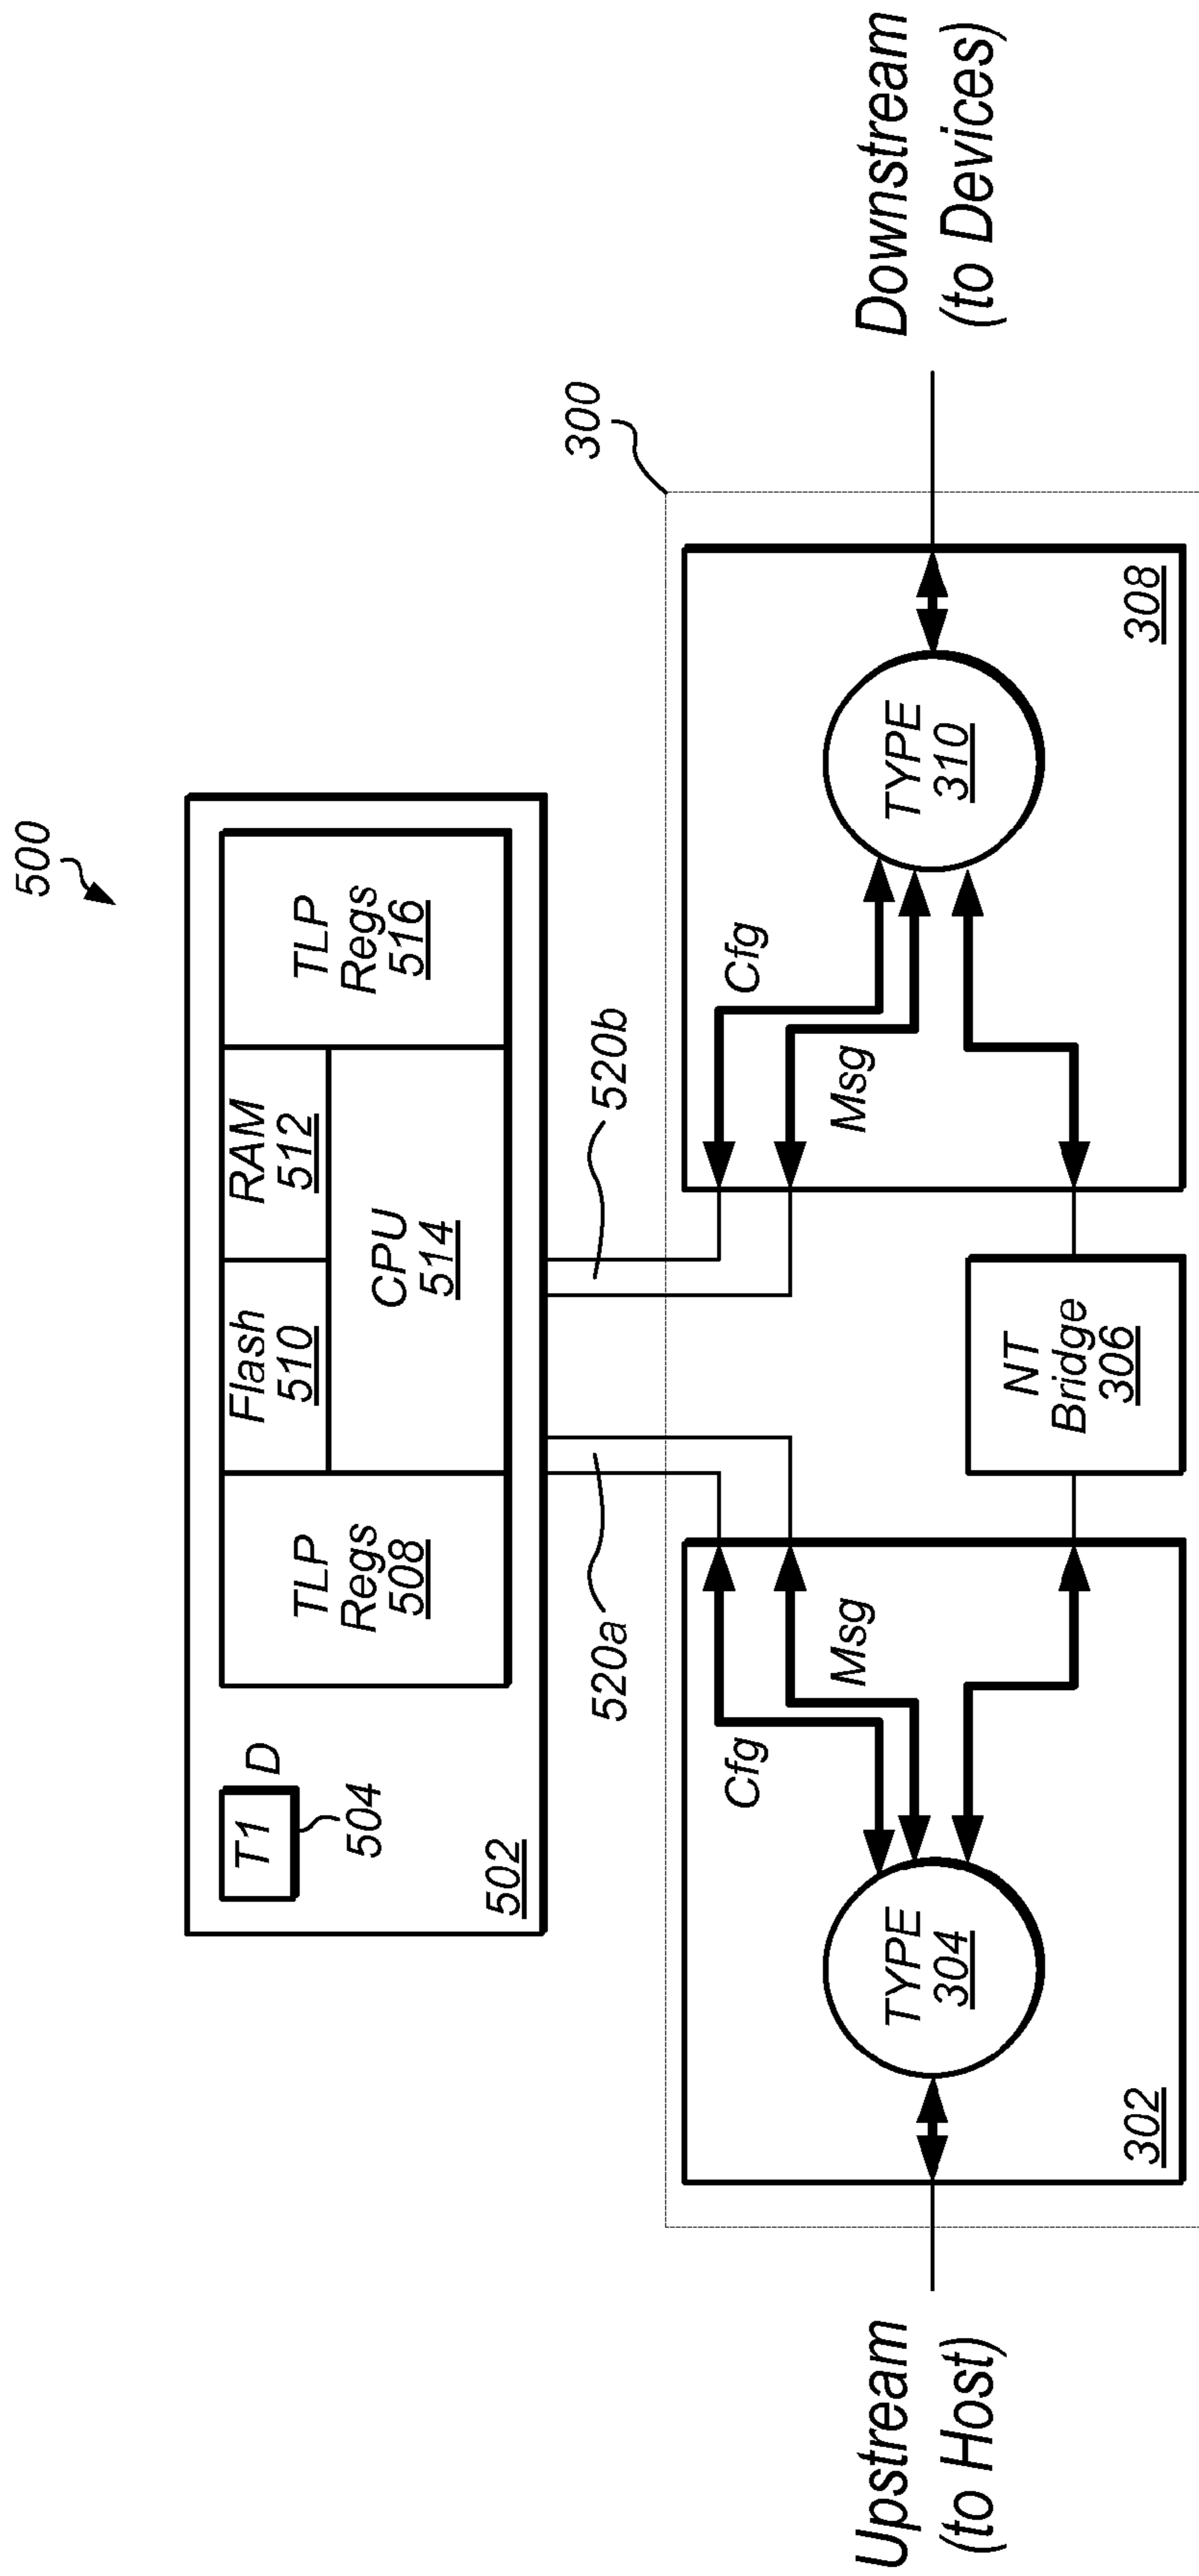 500
T1
D
504
502
TLP
Regs
508
Flash
510
RAM
512
CPU
514
TLP
Regs
516
520a
520b
300
Upstream
(to Host)
TYPE
304
Cfg
Msg
302
NT
Bridge
306
Cfg
Msg
TYPE
310
308
Downstream
(to Devices)